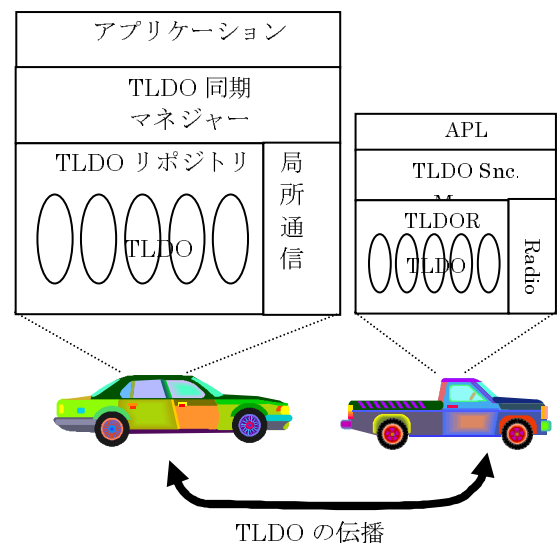 アプリケーション
TLDO 同期
マネジャー
TLDO リポジトリ
TLDO
局所通信
APL
TLDO Snc.
TLDOR
TLDO
Radio
TLDO の伝播